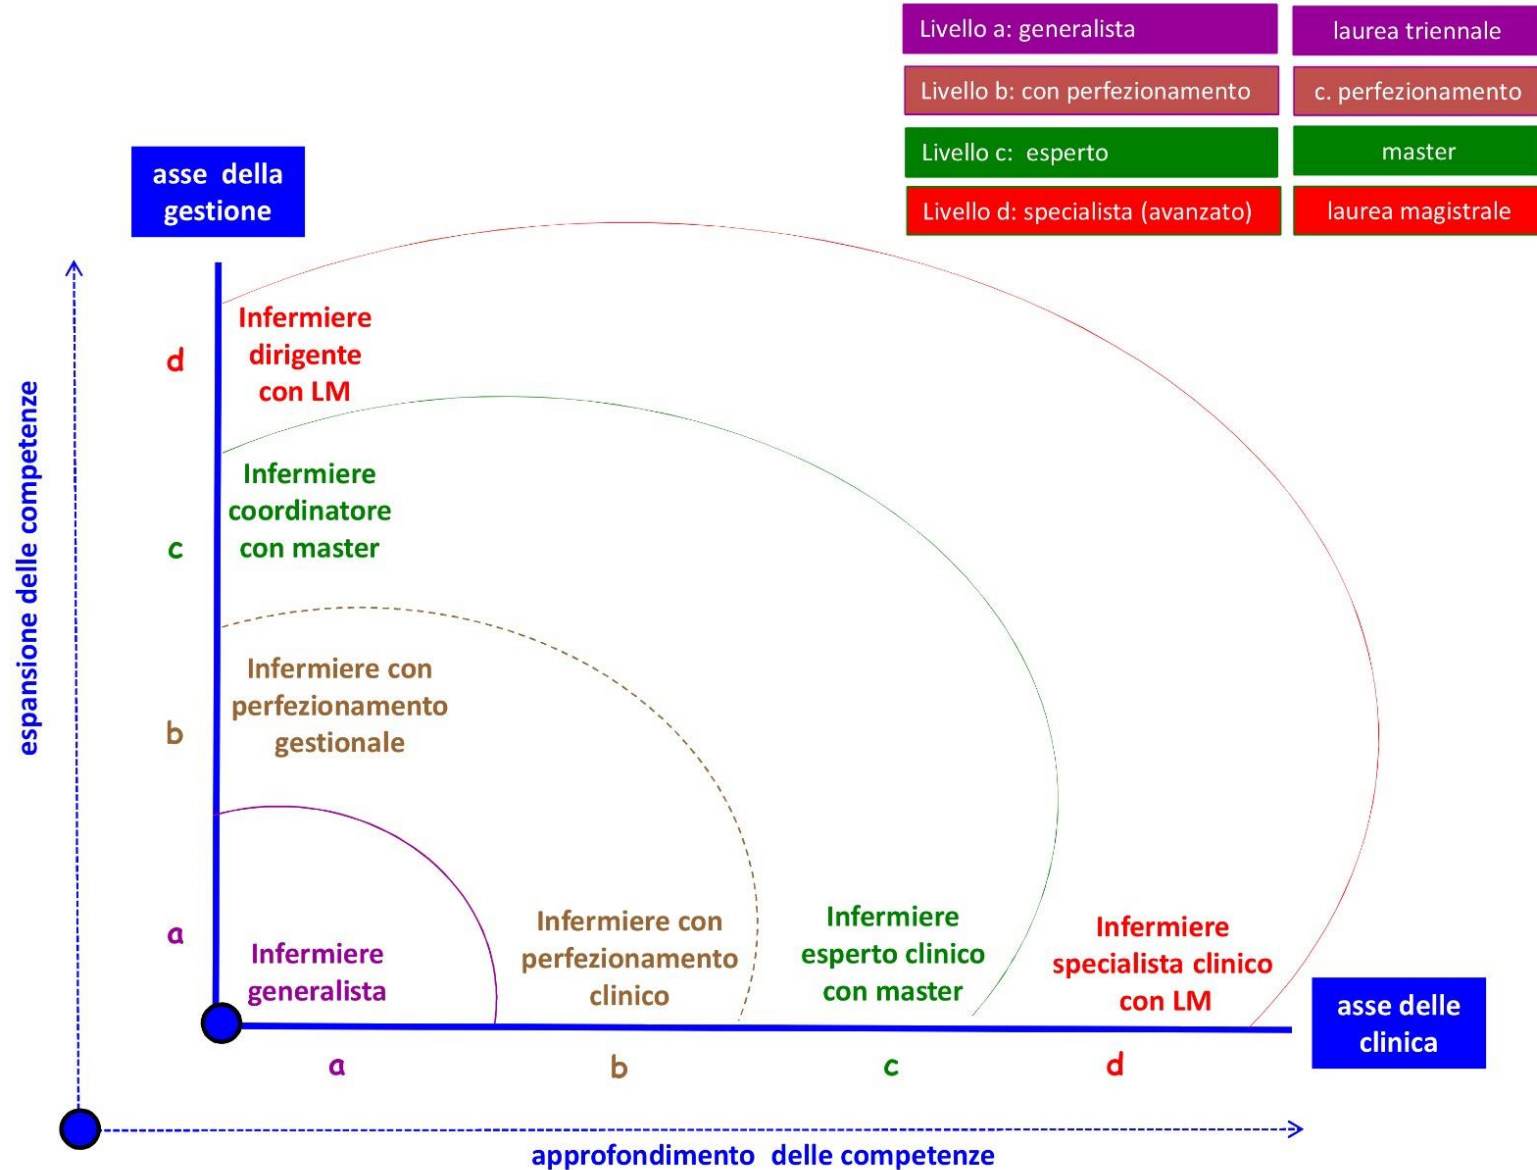 Livello a: generalista
laurea triennale
Livello b: con perfezionamento
c. perfezionamento
Livello c:  esperto
master
Livello d: specialista (avanzato)
laurea magistrale
asse  della
gestione
espansione delle competenze
d
Infermiere
dirigente
con LM
c
Infermiere
coordinatore
con master
b
Infermiere con
perfezionamento
gestionale
a
Infermiere
generalista
Infermiere con
perfezionamento
clinico
Infermiere
esperto clinico
con master
Infermiere
specialista clinico
con LM
asse delle
clinica
a
b
c
d
approfondimento  delle competenze